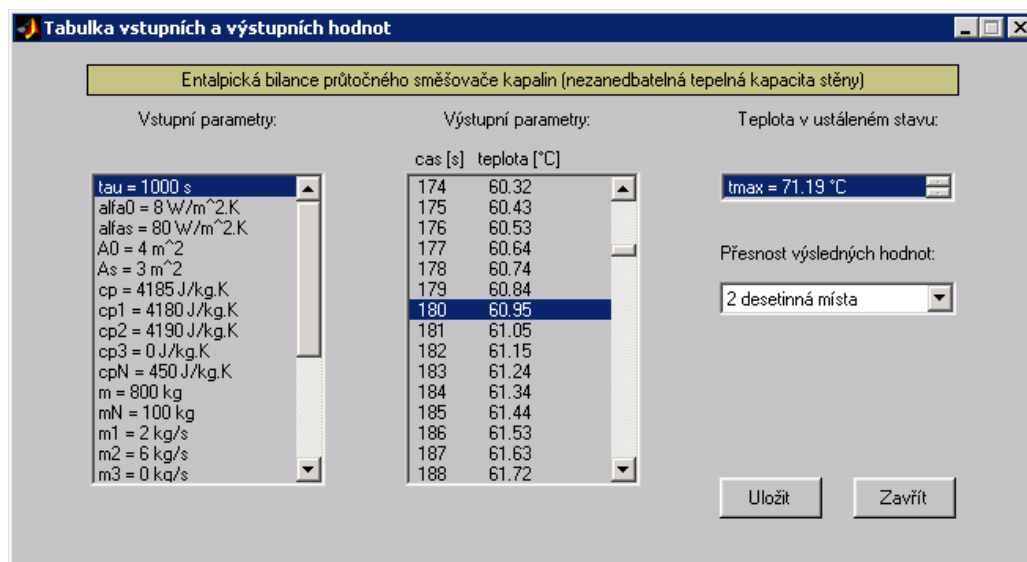 Tabulka vstupních a výstupních hodnot
Entalpická bilance průtočného směšovače kapalin (nezanedbatelná tepelná kapacita stěny)
Vstupní parametry:
tau = 1000 s
alfa0 = 8 W/m^2.K
alfas = 80 W/m^2.K
A0 = 4 m^2
As = 3 m^2
cp = 4185 J/kg.K
cp1 = 4180 J/kg.K
cp2 = 4190 J/kg.K
cp3 = 0 J/kg.K
cpN = 450 J/kg.K
m = 800 kg
mN = 100 kg
m1 = 2 kg/s
m2 = 6 kg/s
m3 = 0 kg/s
Výstupní parametry:
cas [s] teplota [°C]
174 60.32
175 60.43
176 60.53
177 60.64
178 60.74
179 60.84
180 60.95
181 61.05
182 61.15
183 61.24
184 61.34
185 61.44
186 61.53
187 61.63
188 61.72
Teplota v ustáleném stavu:
tmax = 71.19 °C
Přesnost výsledných hodnot:
2 desetinná místa
Uložit
Zavřít